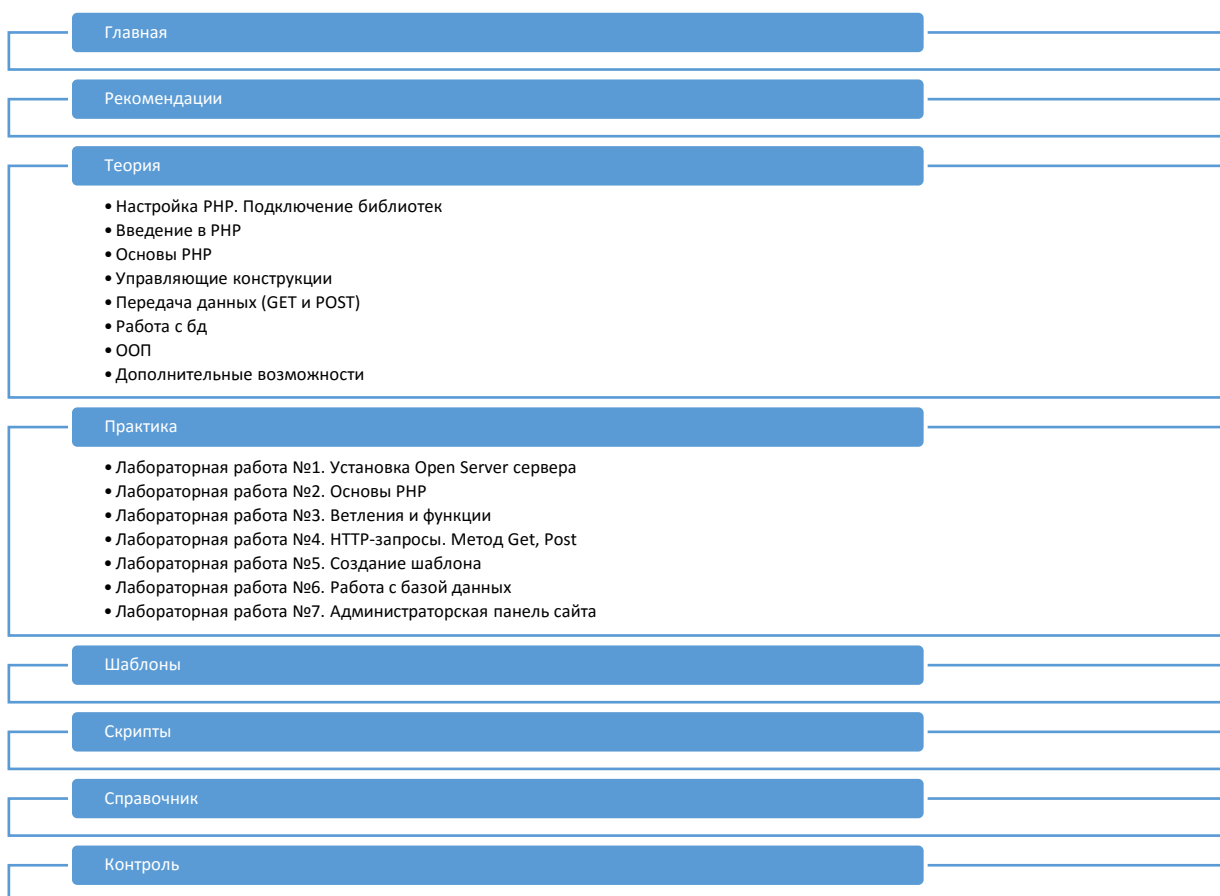 Главная
Рекомендации
Теория
• Настройка PHP. Подключение библиотек
• Введение в PHP
• Основы PHP
• Управляющие конструкции
• Передача данных (GET и POST)
• Работа с бд
• ООП
• Дополнительные возможности
Практика
• Лабораторная работа №1. Установка Open Server сервера
• Лабораторная работа №2. Основы PHP
• Лабораторная работа №3. Ветления и функции
• Лабораторная работа №4. HTTP-запросы. Метод Get, Post
• Лабораторная работа №5. Создание шаблона
• Лабораторная работа №6. Работа с базой данных
• Лабораторная работа №7. Администраторская панель сайта
Шаблоны
Скрипты
Справочник
Контроль